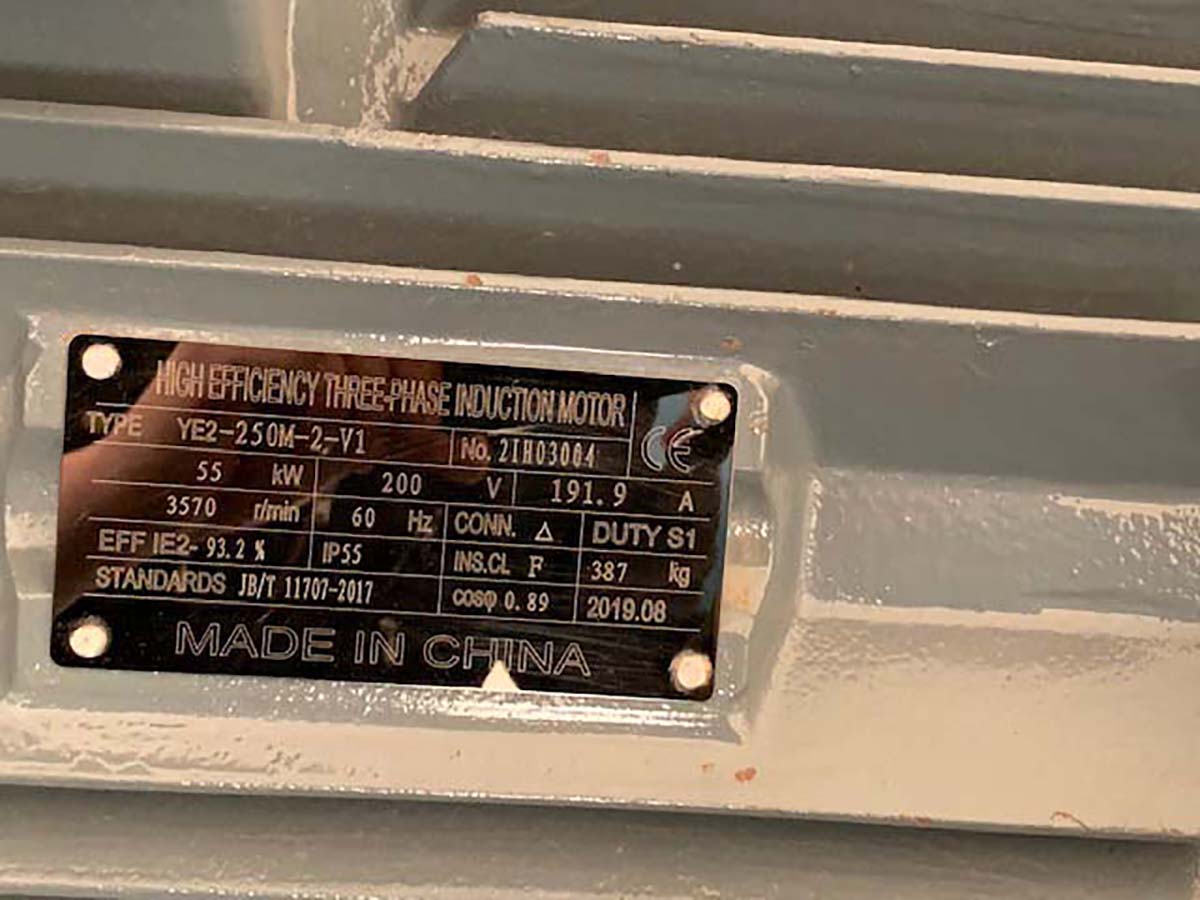 HIGH EFFICIENCY THREE-PHASE INDUCTION MOTOR
TYPE YE2-250M-2,-V1 No. 21H03004 CE
55 kW 200 V 191.9 A
3570 r/min 60 Hz CONN. △ DUTY S1
EFF IE2- 93.2 % IP55 INS.CL F 387 kg
STANDARDS JB/T 11707-2017 cosφ 0.89 2019.08
MADE IN CHINA